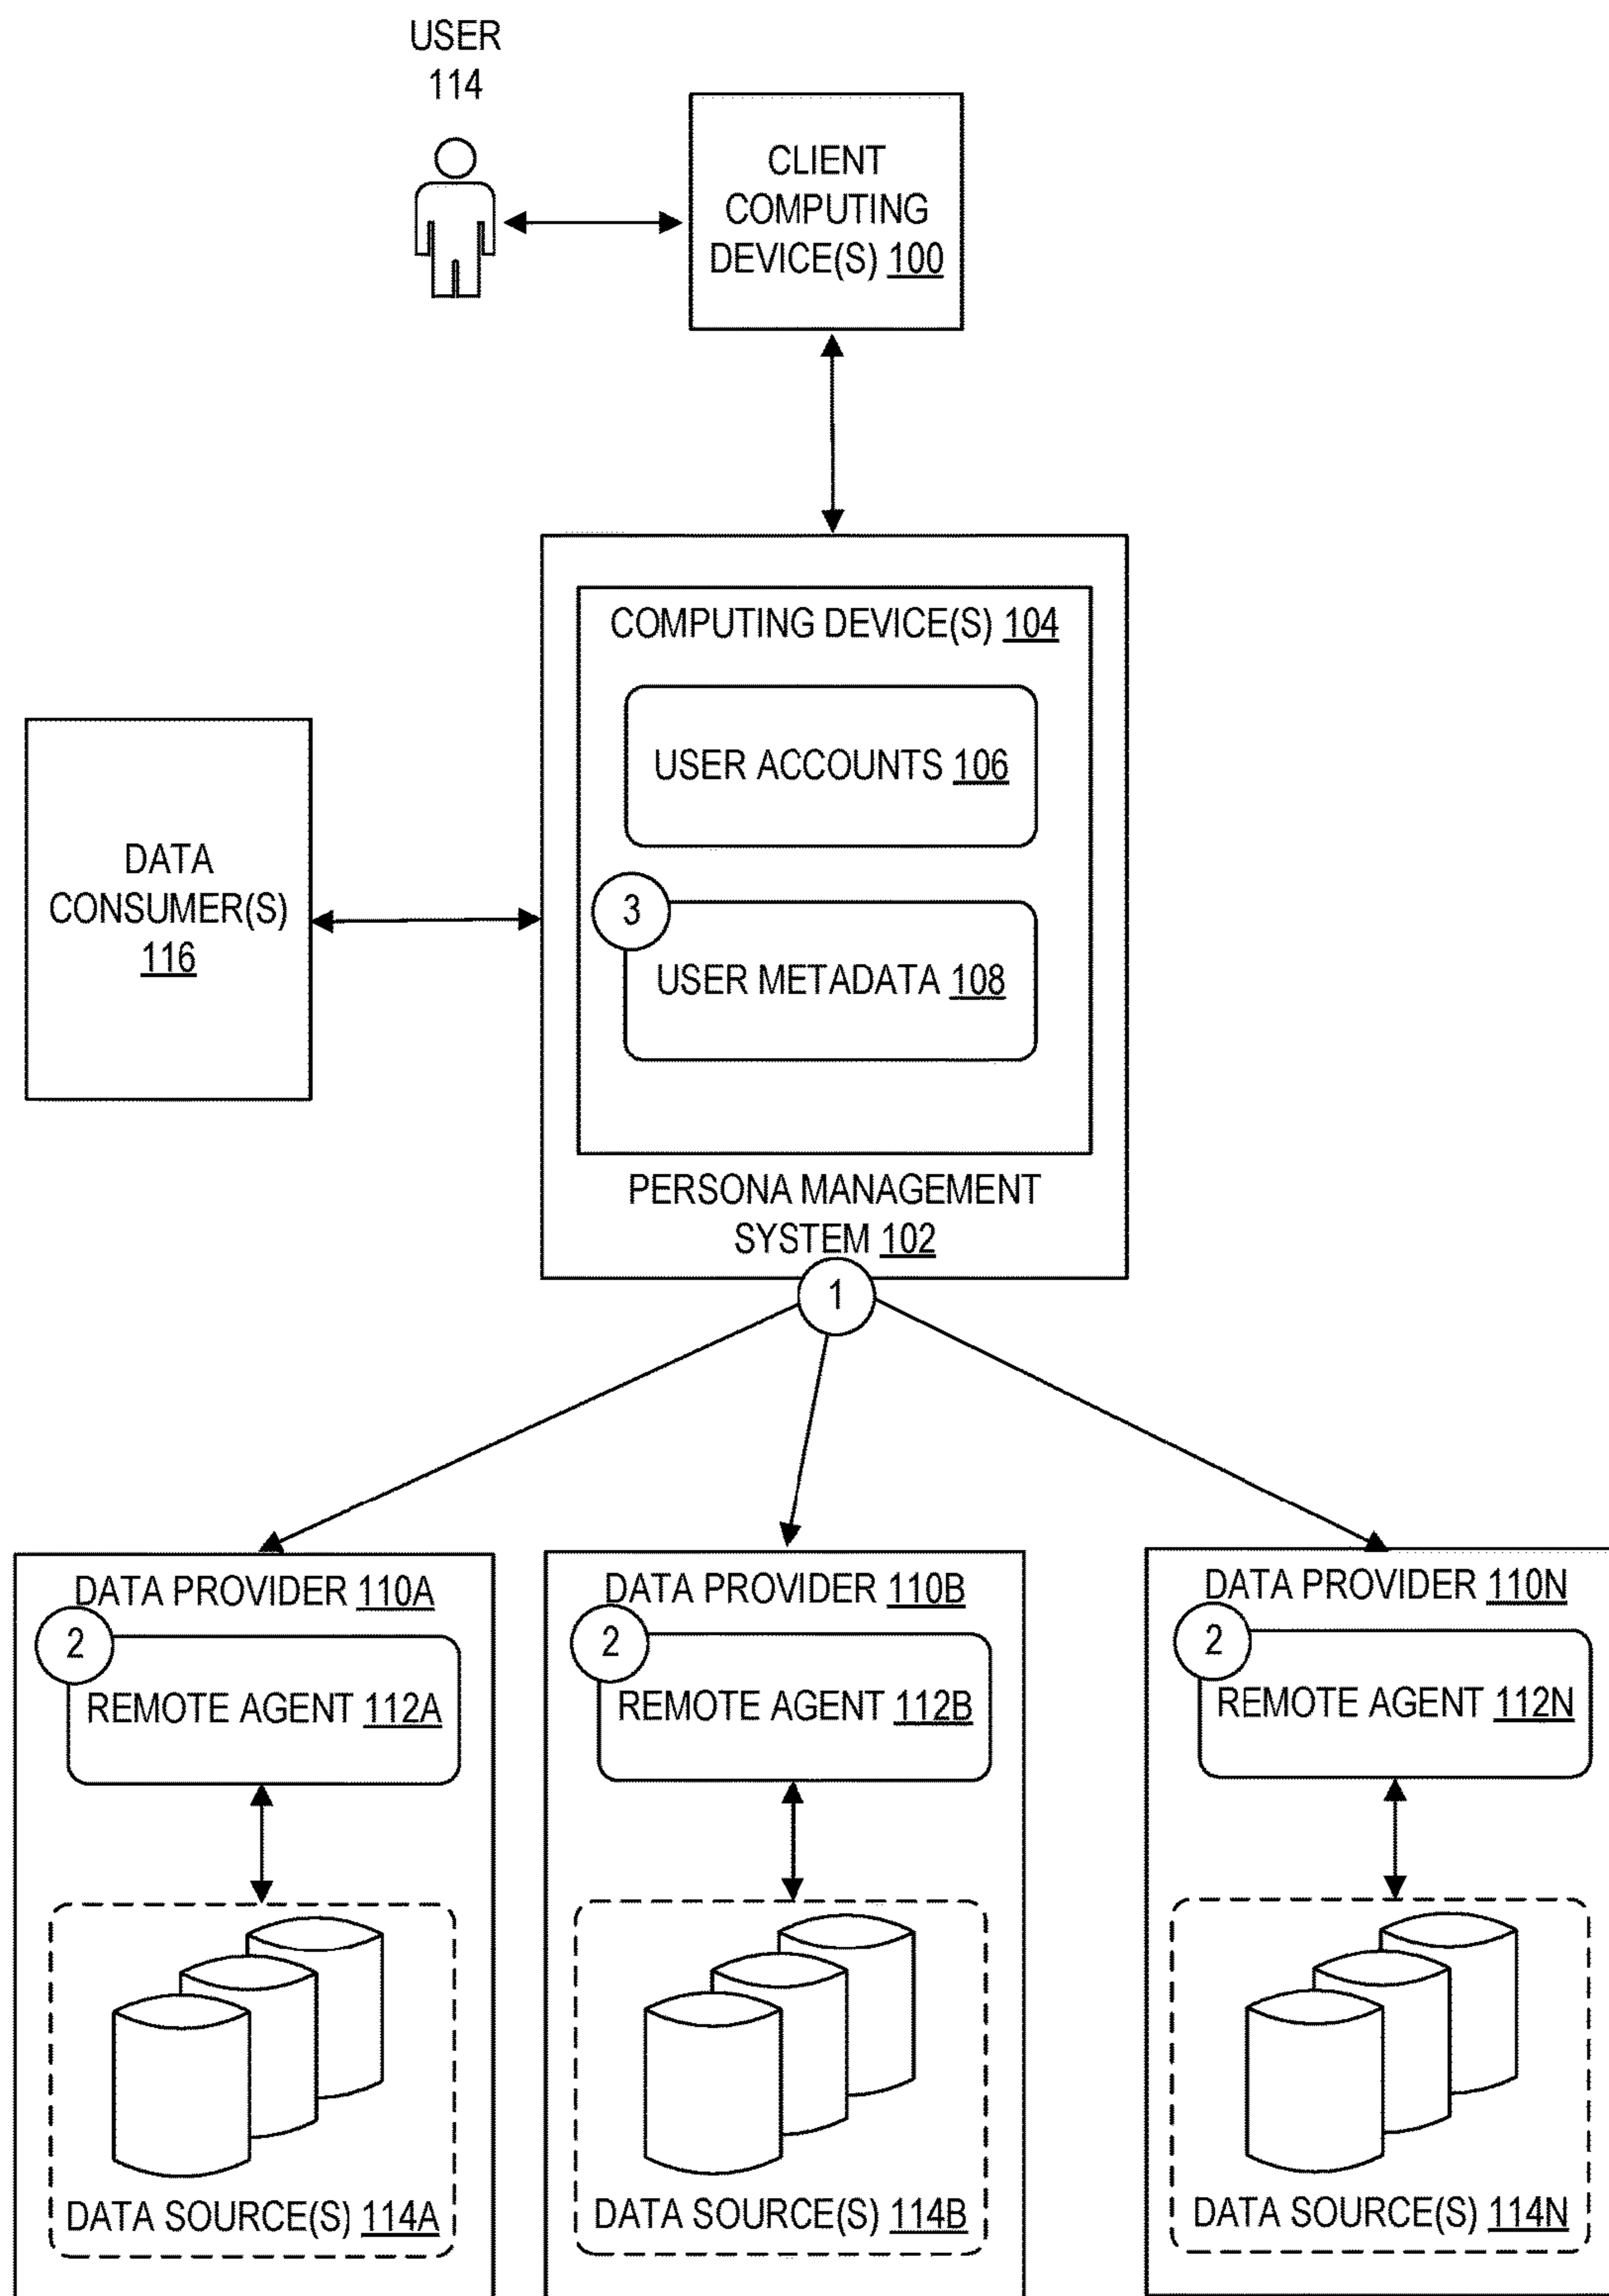 USER
114
CLIENT
COMPUTING
DEVICE(S) 100
COMPUTING DEVICE(S) 104
USER ACCOUNTS 106
DATA
CONSUMER(S)
116
3
USER METADATA 108
PERSONA MANAGEMENT
SYSTEM 102
1
DATA PROVIDER 110A
2
REMOTE AGENT 112A
DATA SOURCE(S) 114A
DATA PROVIDER 110B
2
REMOTE AGENT 112B
DATA SOURCE(S) 114B
DATA PROVIDER 110N
2
REMOTE AGENT 112N
DATA SOURCE(S) 114N